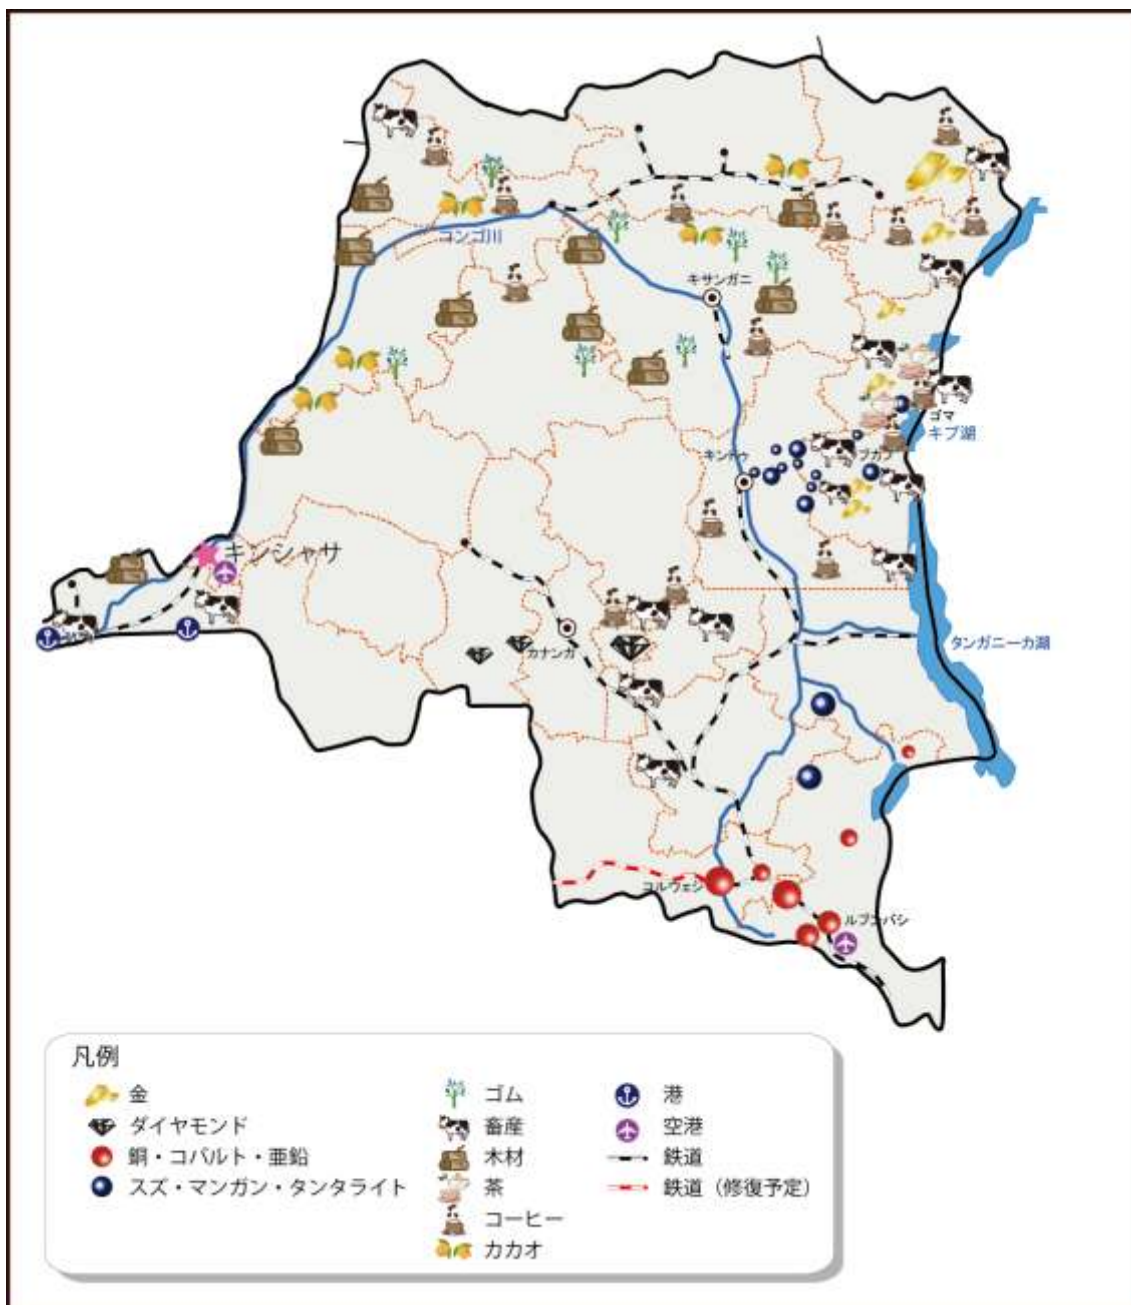 コンゴ川
キサンガニ
ゴマ
キブ湖
キンドゥ
ブカブ
キンシャサ
カナンガ
タンガニーカ湖
コルウェジ
ルブンバシ
凡例
金
ダイヤモンド
銅・コバルト・亜鉛
スズ・マンガン・タンタライト
ゴム
畜産
木材
茶
コーヒー
カカオ
港
空港
鉄道
鉄道（修復予定）